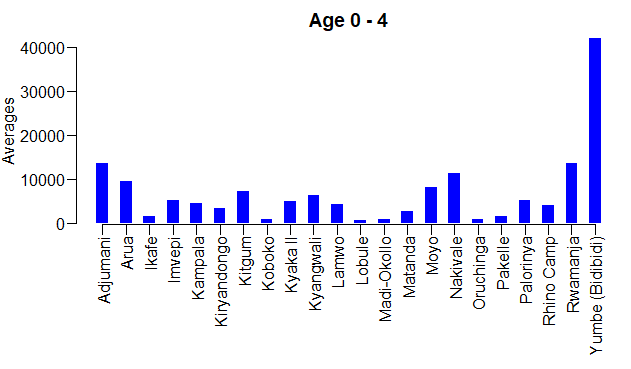 Age 0 - 4
Averages
40000
30000
20000
10000
0
Adjumani
Arua
Ikafe
Imvepi
Kampala
Kiryandongo
Kitgum
Koboko
Kyaka II
Kyangwali
Lamwo
Lobule
Madi-Okollo
Matanda
Moyo
Nakivale
Oruchinga
Pakelle
Palorinya
Rhino Camp
Rwamanja
Yumbe (Bidibidi)